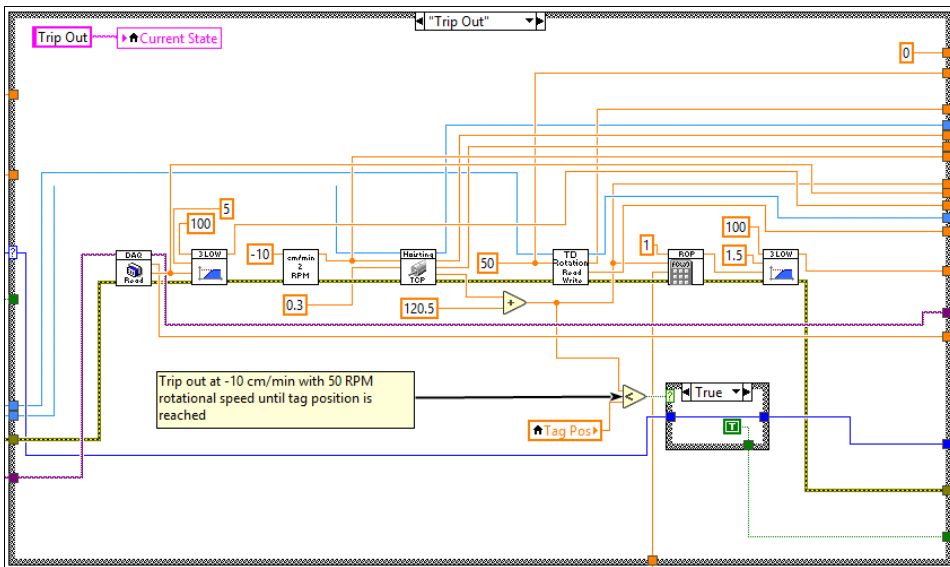 "Trip Out"
Trip Out
Current State
0
5
100
-10
0.3
50
120.5
1
100
1.5
DAQ
Read
3 LOW
cm/min
2
RPM
Hoisting
TCP
TD
Rotation
Read
Write
ROP
3 LOW
Trip out at -10 cm/min with 50 RPM
rotational speed until tag position is
reached
+
<
Tag Pos
?
True
T
?